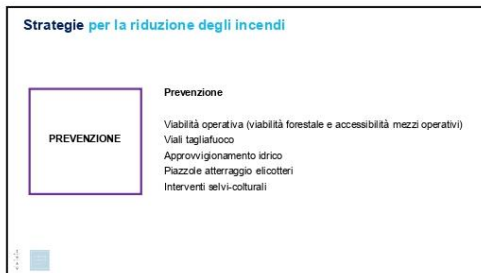 Strategie per la riduzione degli incendi
PREVENZIONE
Prevenzione
Viabilità operativa (viabilità forestale e accessibilità mezzi operativi)
Viali tagliafuoco
Approvvigionamento idrico
Piazzole atterraggio elicotteri
Interventi selvi-colturali